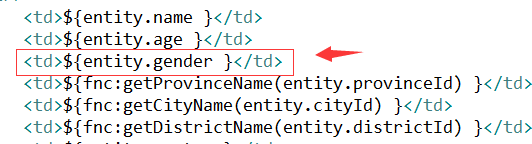 <td>${entity.name }</td>
<td>${entity.age }</td>
<td>${entity.gender }</td>
<td>${fnc:getProvinceName(entity.provinceId) }</td>
<td>${fnc:getCityName(entity.cityId) }</td>
<td>${fnc:getDistrictName(entity.districtId) }</td>